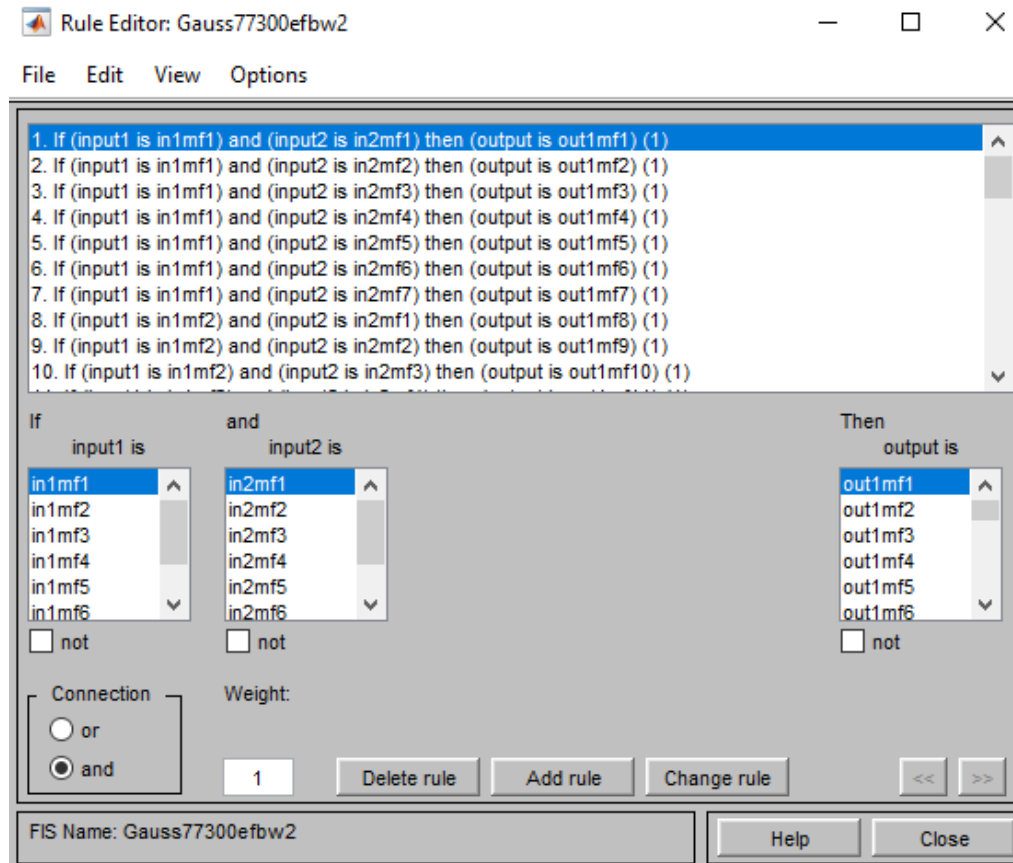 Rule Editor: Gauss77300efbw2
File Edit View Options
1. If (input1 is in1mf1) and (input2 is in2mf1) then (output is out1mf1) (1)
2. If (input1 is in1mf1) and (input2 is in2mf2) then (output is out1mf2) (1)
3. If (input1 is in1mf1) and (input2 is in2mf3) then (output is out1mf3) (1)
4. If (input1 is in1mf1) and (input2 is in2mf4) then (output is out1mf4) (1)
5. If (input1 is in1mf1) and (input2 is in2mf5) then (output is out1mf5) (1)
6. If (input1 is in1mf1) and (input2 is in2mf6) then (output is out1mf6) (1)
7. If (input1 is in1mf1) and (input2 is in2mf7) then (output is out1mf7) (1)
8. If (input1 is in1mf2) and (input2 is in2mf1) then (output is out1mf8) (1)
9. If (input1 is in1mf2) and (input2 is in2mf2) then (output is out1mf9) (1)
10. If (input1 is in1mf2) and (input2 is in2mf3) then (output is out1mf10) (1)
If and Then
input1 is input2 is output is
in1mf1 in2mf1 out1mf1
in1mf2 in2mf2 out1mf2
in1mf3 in2mf3 out1mf3
in1mf4 in2mf4 out1mf4
in1mf5 in2mf5 out1mf5
in1mf6 in2mf6 out1mf6
not not not
Connection Weight:
or
and 1 Delete rule Add rule Change rule << >>
FIS Name: Gauss77300efbw2 Help Close